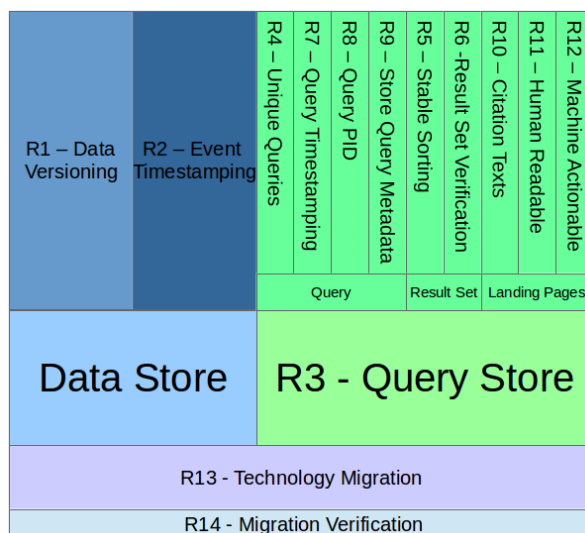 R1 – Data
Versioning
R2 – Event
Timestamping
R4 – Unique
Queries
R7 – Query
Timestamping
R8 – Query PID
R9 – Store Query
Metadata
R5 – Stable Sorting
R6 -Result Set
Verification
R10 – Citation
Texts
R11 – Human
Readable
R12 – Machine
Actionable
Query
Result Set
Landing Pages
Data Store
R3 - Query Store
R13 - Technology Migration
R14 - Migration Verification